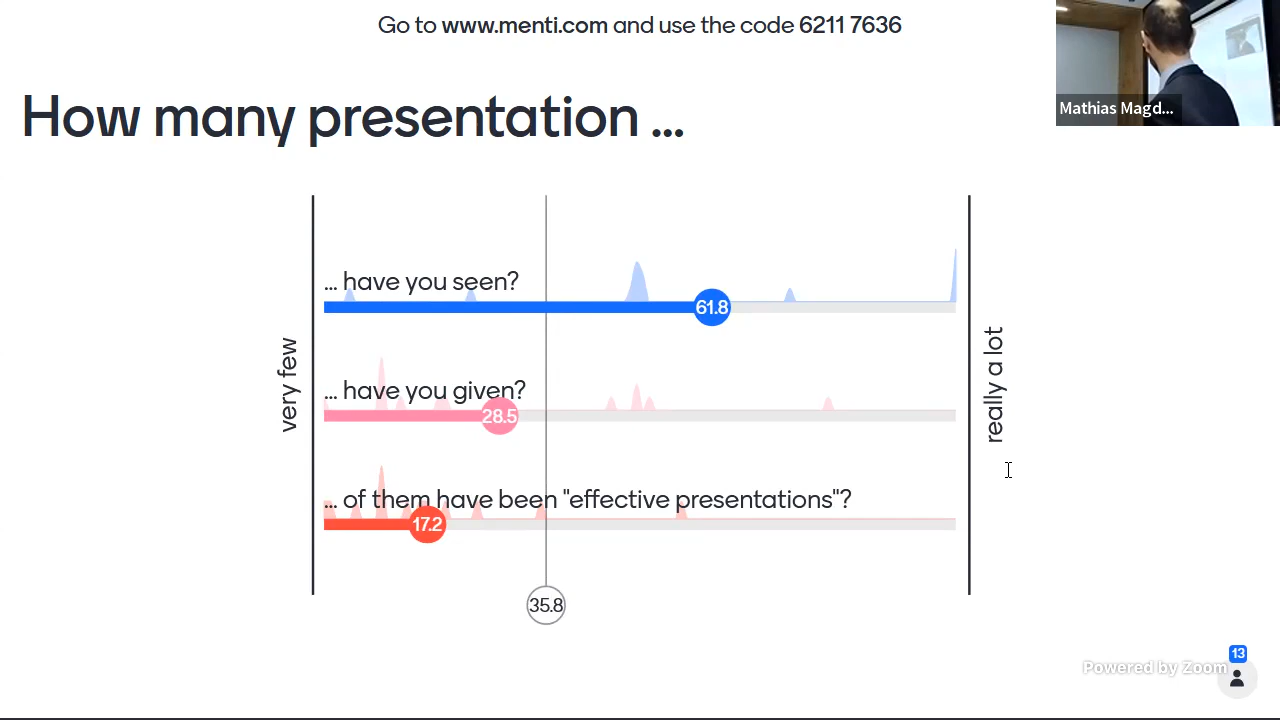 Go to www.menti.com and use the code 6211 7636
Mathias Magd...
How many presentation ...
... have you seen?
61.8
very few
really a lot
... have you given?
28.5
... of them have been "effective presentations"?
17.2
35.8
13
Powered by Zoom